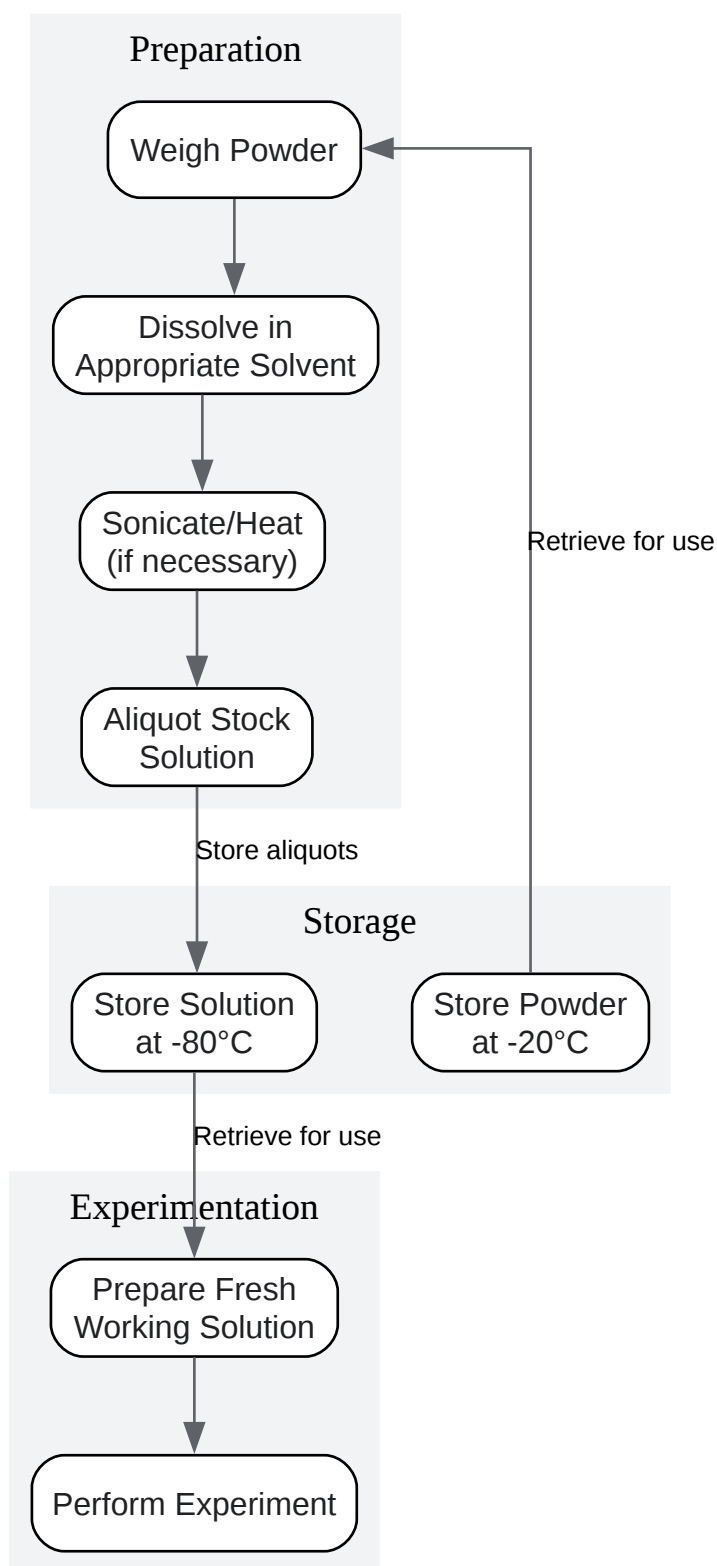 Preparation
Weigh Powder
Dissolve in
Appropriate Solvent
Sonicate/Heat
(if necessary)
Retrieve for use
Aliquot Stock
Solution
Store aliquots
Storage
Store Solution
at -80°C
Store Powder
at -20°C
Retrieve for use
Experimentation
Prepare Fresh
Working Solution
Perform Experiment